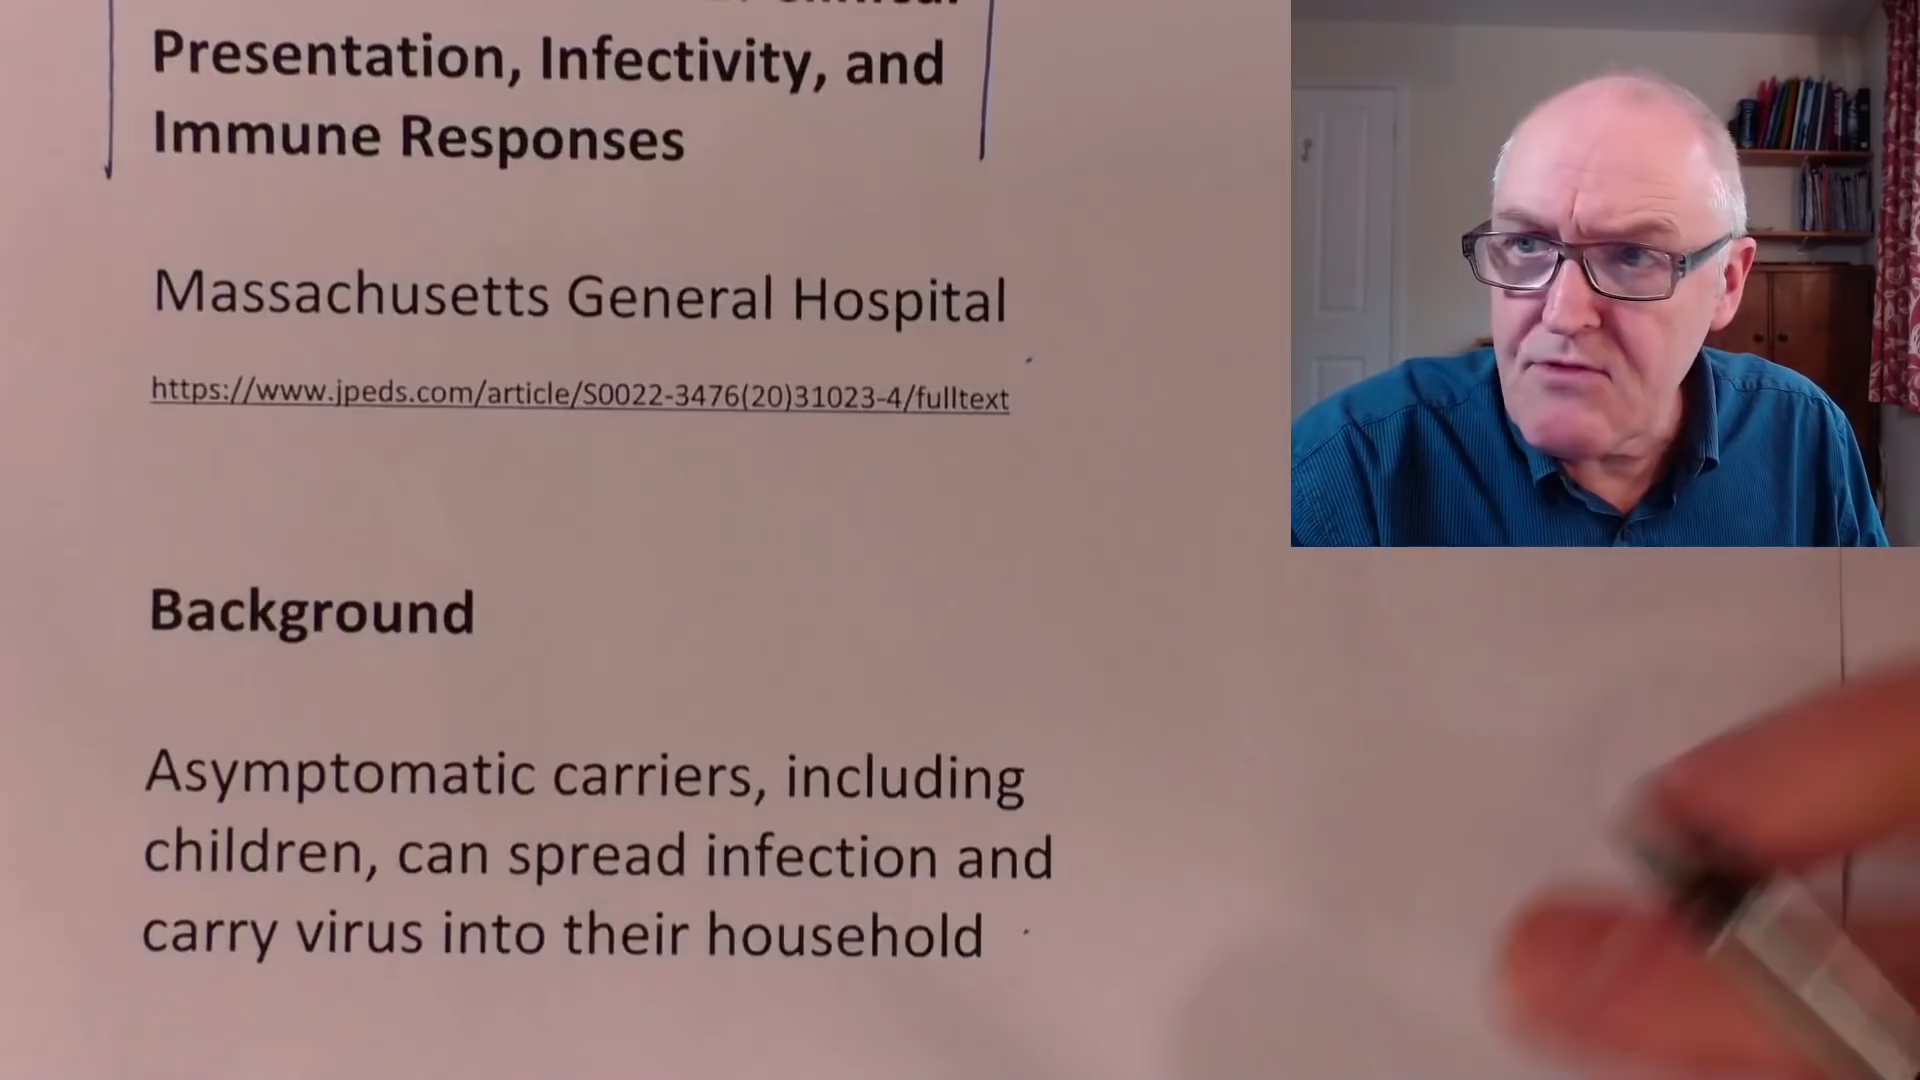 Presentation, Infectivity, and
Immune Responses
Massachusetts General Hospital
https://www.jpeds.com/article/S0022-3476(20)31023-4/fulltext
Background
Asymptomatic carriers, including
children, can spread infection and
carry virus into their household